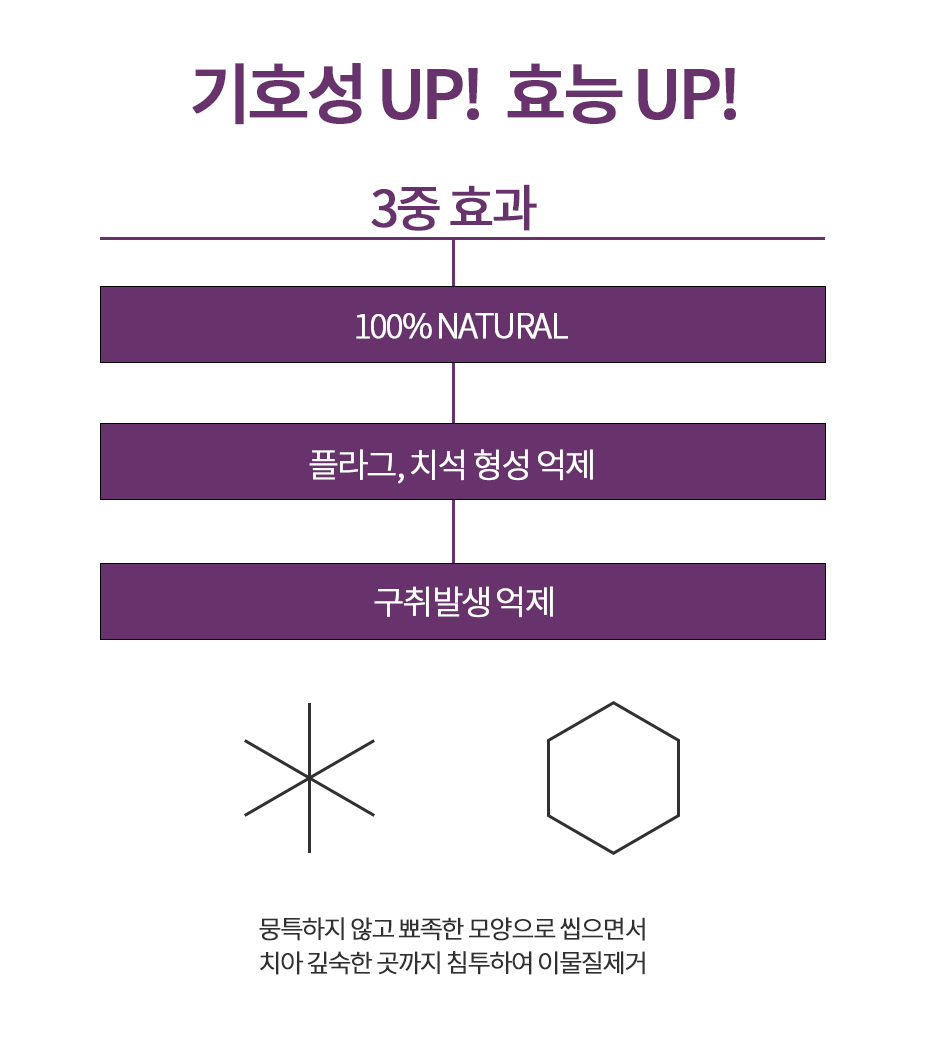 기호성 UP! 효능 UP!
3중 효과
100% NATURAL
플라그, 치석 형성 억제
구취발생 억제
뭉특하지 않고 뾰족한 모양으로 씹으면서
치아 깊숙한 곳까지 침투하여 이물질제거